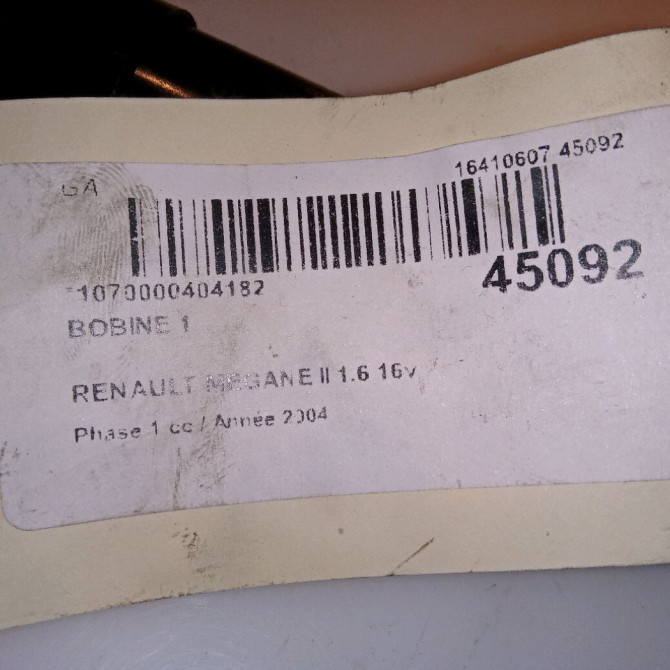 GA
16410607 45092
45092
1070000404182
BOBINE 1
RENAULT MEGANE II 1.6 16v
Phase 1 cc / Année 2004